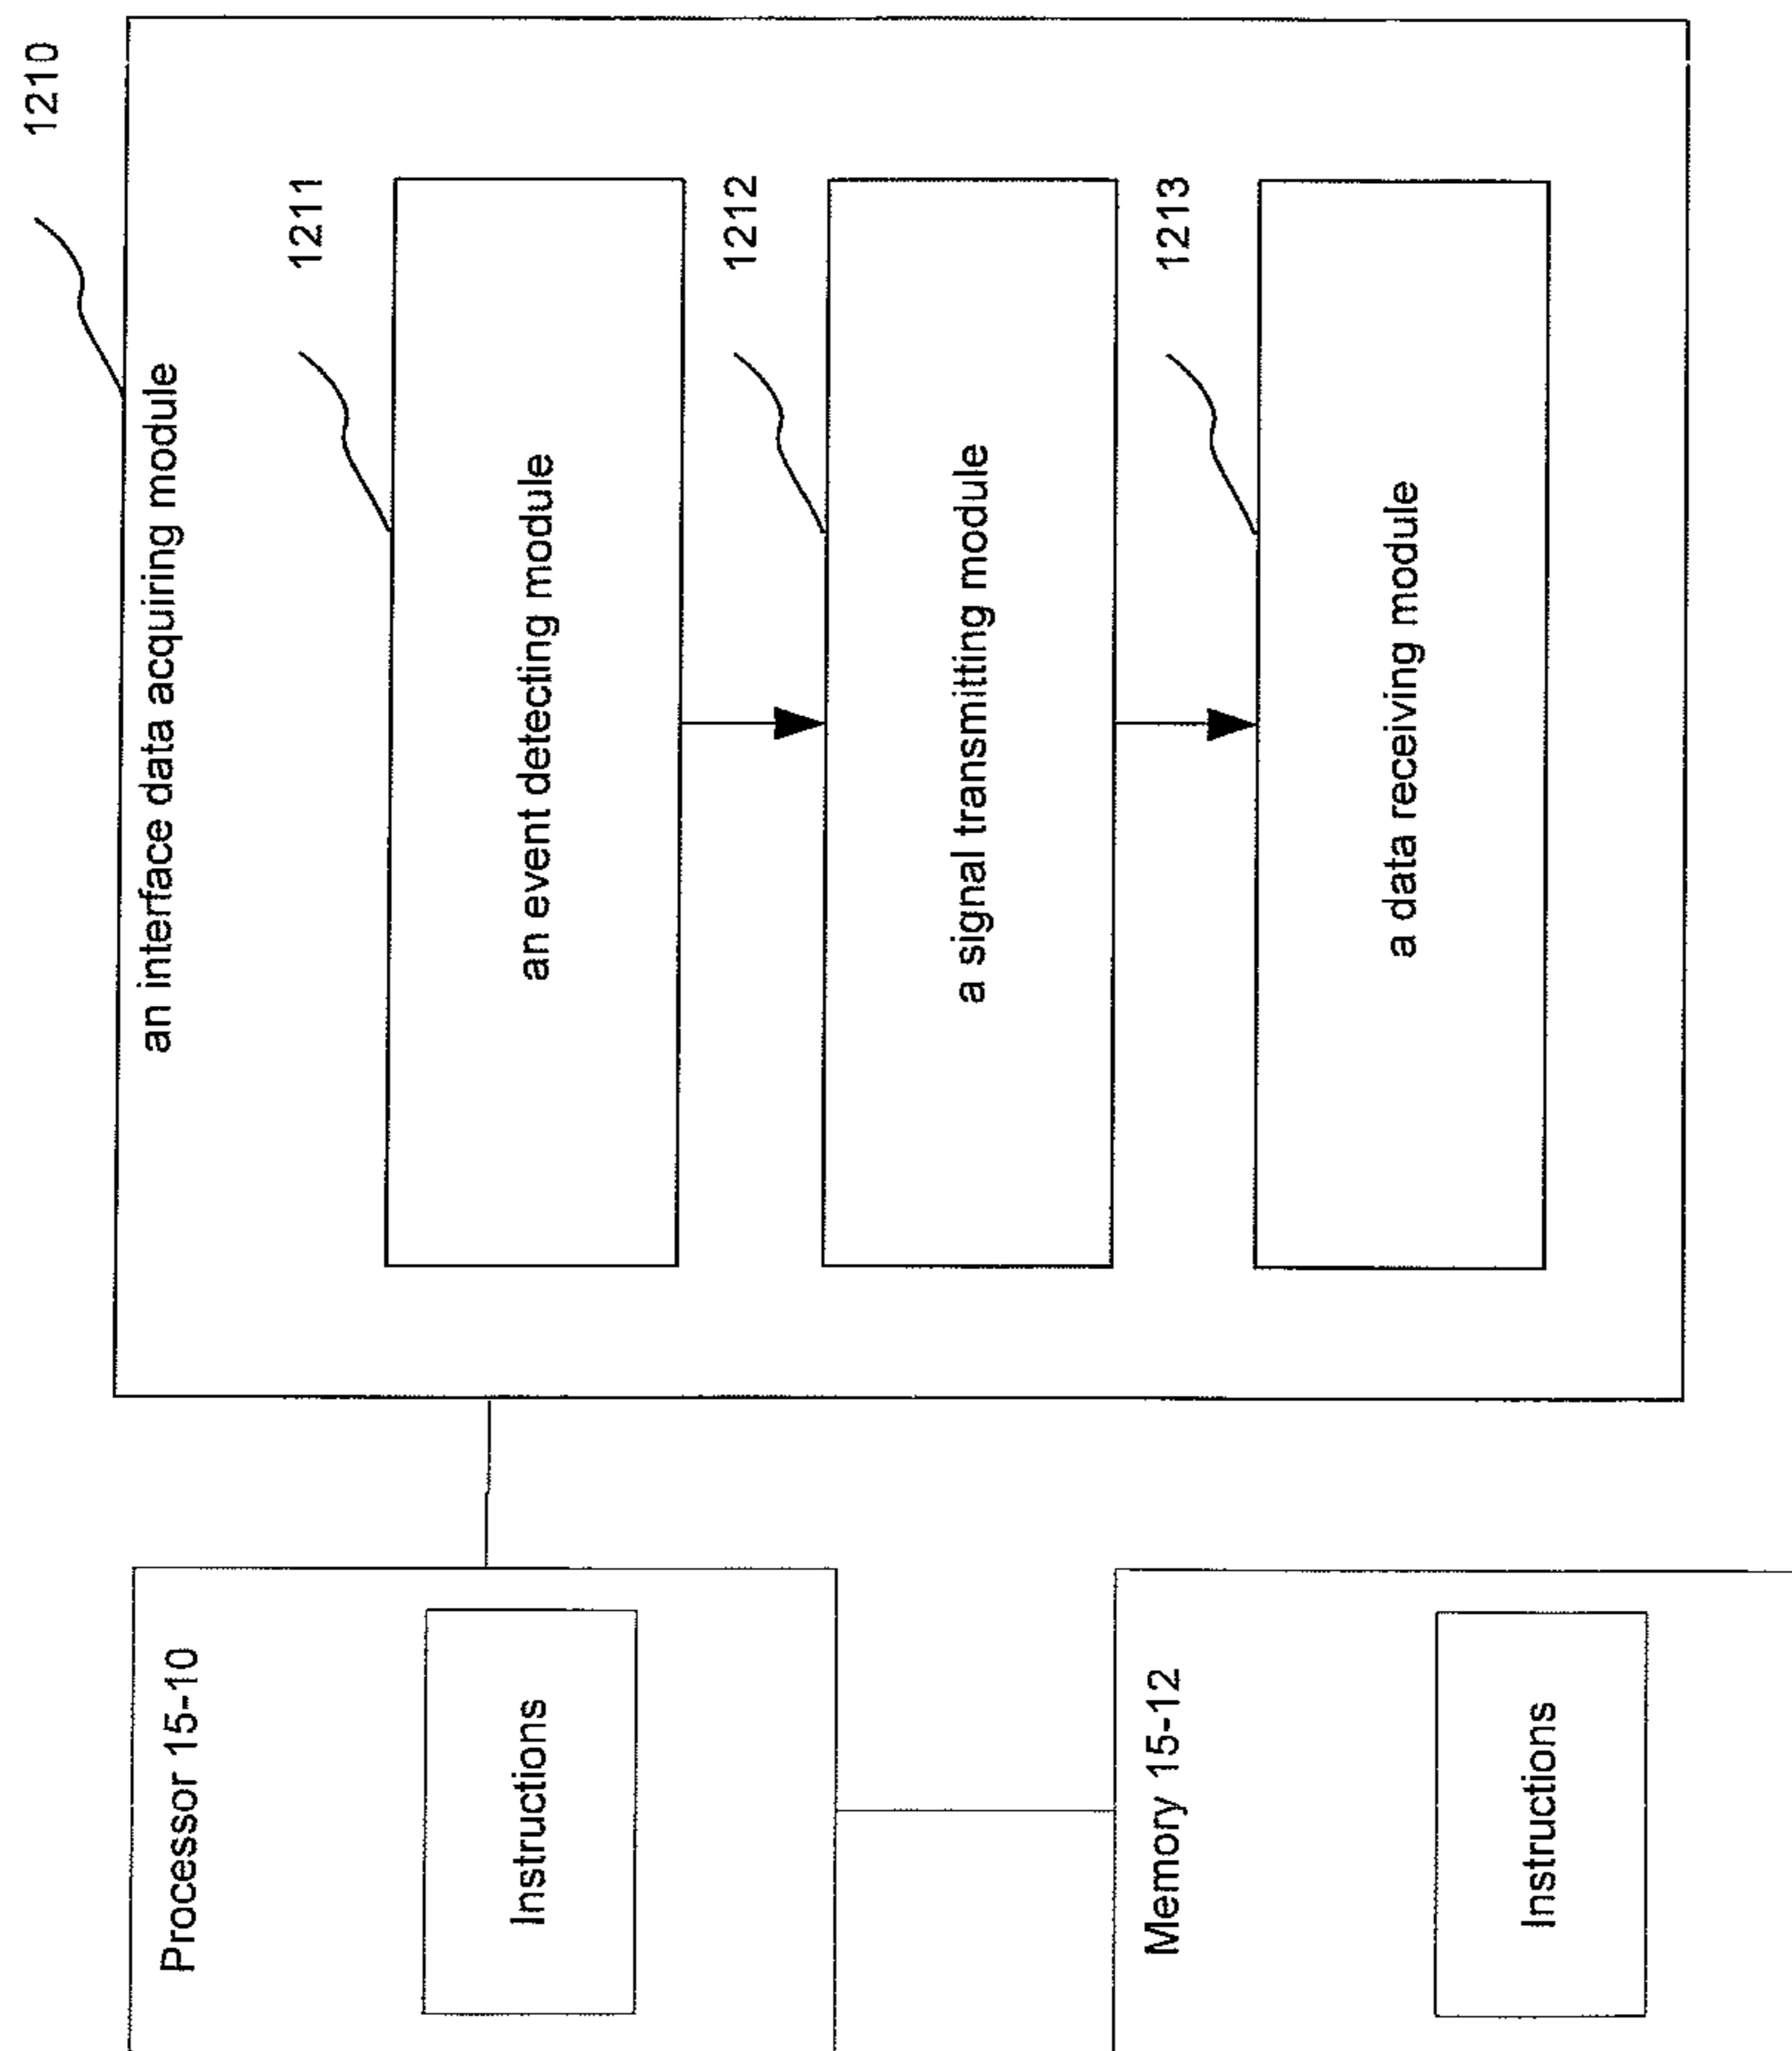 1210
an interface data acquiring module
1211
an event detecting module
1212
a signal transmitting module
1213
a data receiving module
Processor 15-10
Instructions
Memory 15-12
Instructions